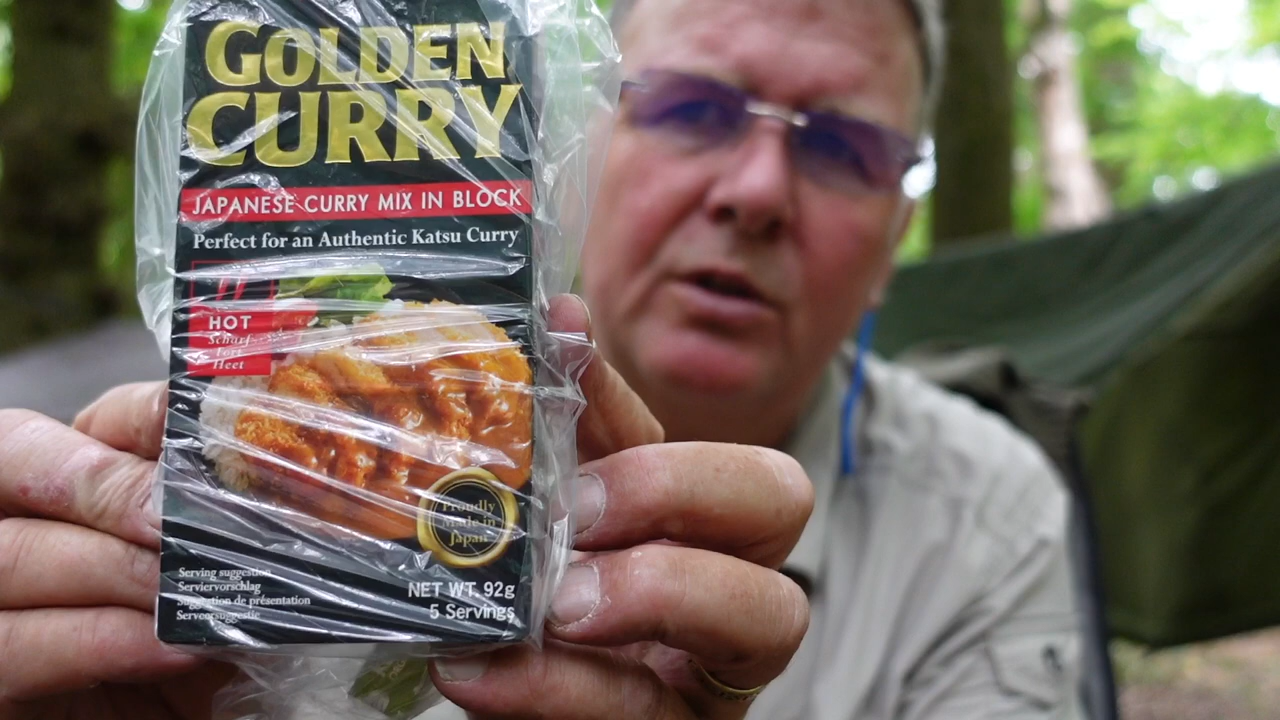 GOLDEN
CURRY
JAPANESE CURRY MIX IN BLOCK
Perfect for an Authentic Katsu Curry
HOT
Scharf
Fort
Heet
Proudly
Made in
Japan
Serving suggestion
Serviervorschlag
Suggestion de présentation
Serveersuggestie
NET WT. 92g
5 Servings